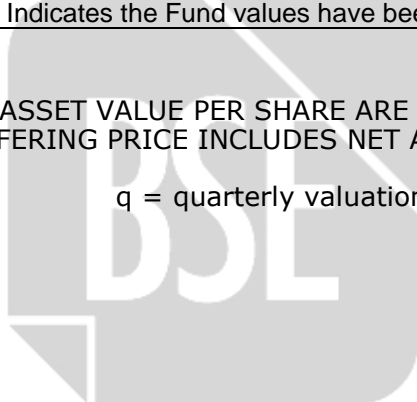 Indicates the Fund values have bee
ASSET VALUE PER SHARE ARE
FERING PRICE INCLUDES NET A
q = quarterly valuation
BSE